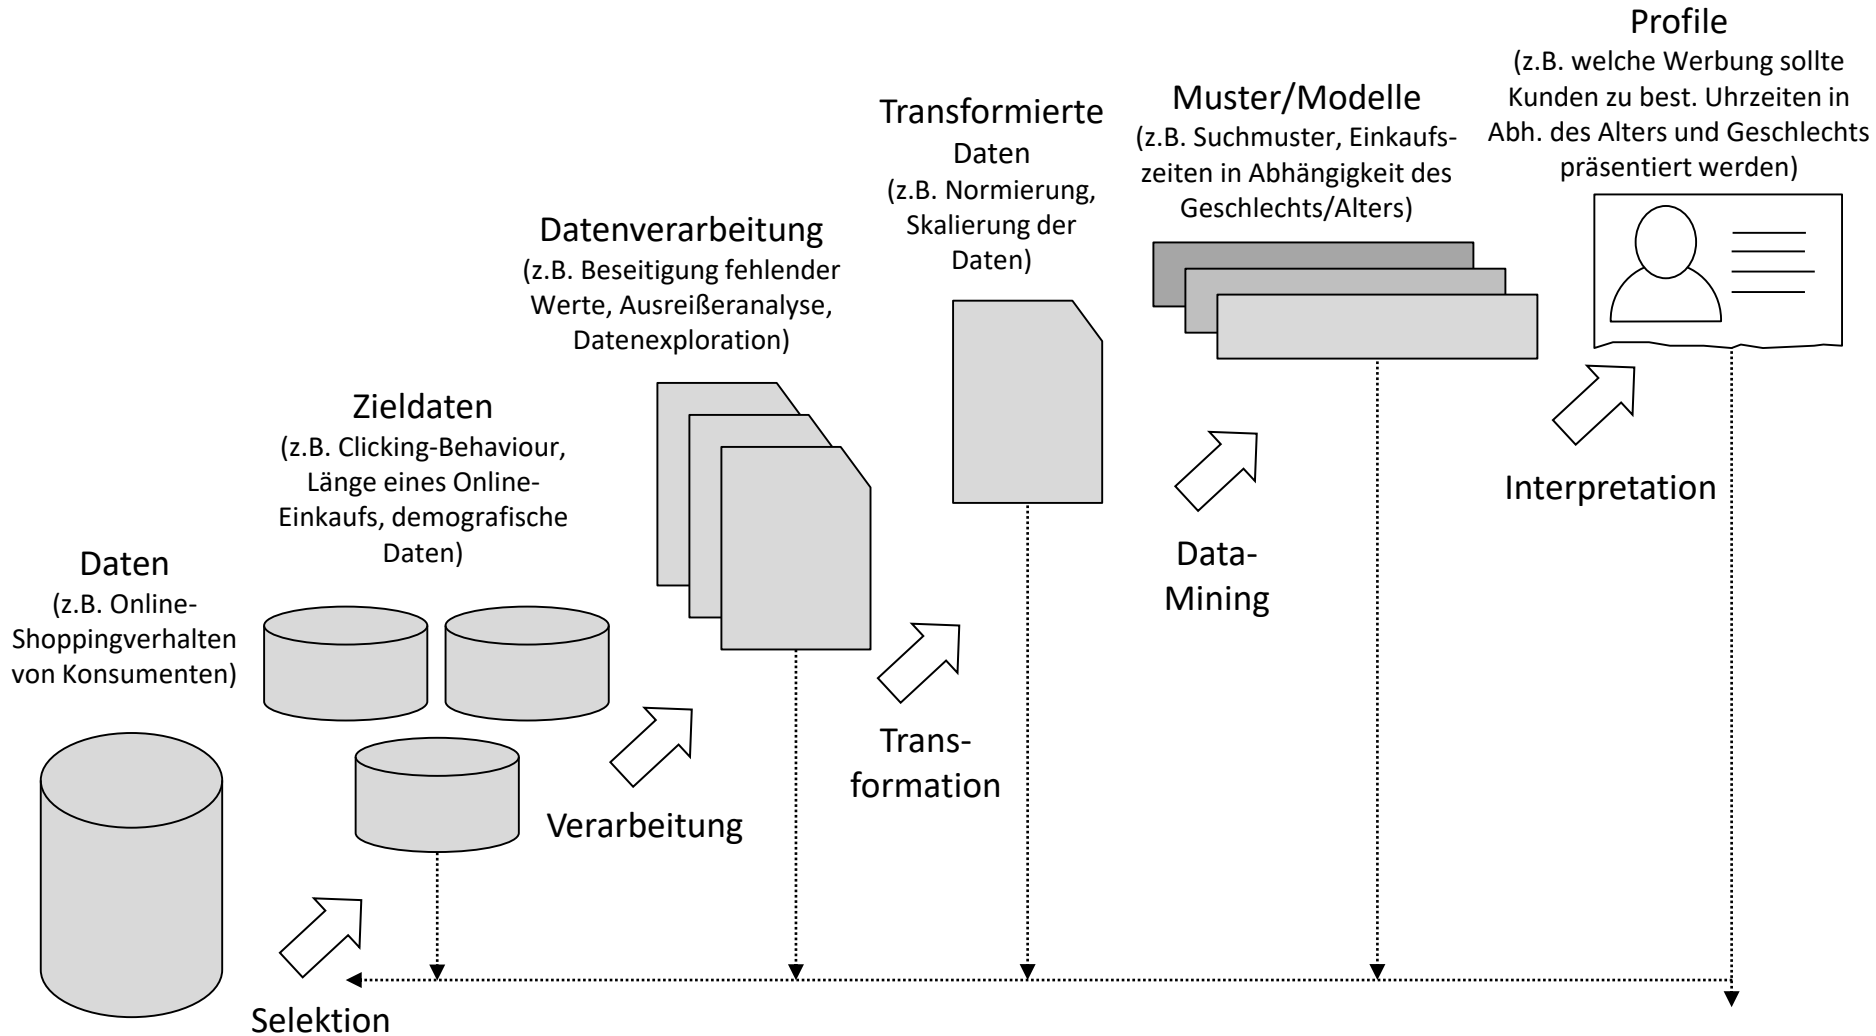 Daten
(z.B. Online-
Shoppingverhalten
von Konsumenten)
Selektion
Zieldaten
(z.B. Clicking-Behaviour,
Länge eines Online-
Einkaufs, demografische
Daten)
Verarbeitung
Datenverarbeitung
(z.B. Beseitigung fehlender
Werte, Ausreißeranalyse,
Datenexploration)
Trans-
formation
Transformierte
Daten
(z.B. Normierung,
Skalierung der
Daten)
Data-
Mining
Muster/Modelle
(z.B. Suchmuster, Einkaufs-
zeiten in Abhängigkeit des
Geschlechts/Alters)
Interpretation
Profile
(z.B. welche Werbung sollte
Kunden zu best. Uhrzeiten in
Abh. des Alters und Geschlechts
präsentiert werden)